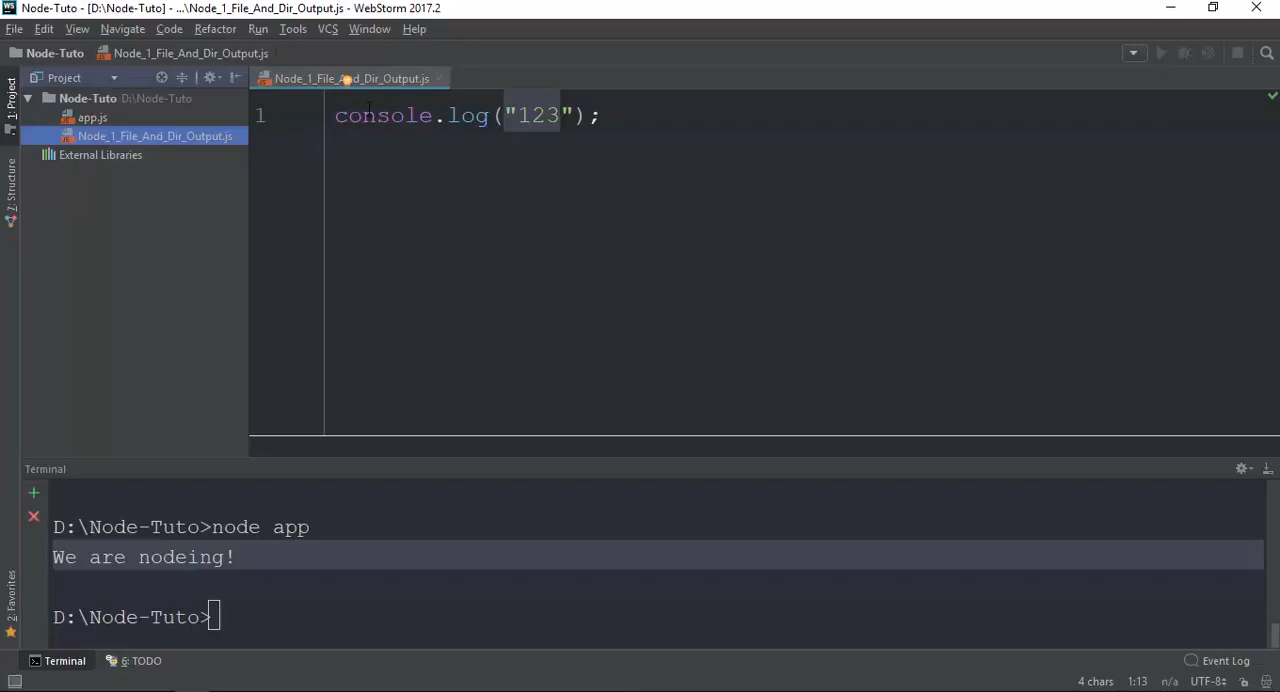 Node-Tuto - [D:\Node-Tuto] - ...\Node_1_File_And_Dir_Output.js - WebStorm 2017.2
File Edit View Navigate Code Refactor Run Tools VCS Window Help
Node-Tuto Node_1_File_And_Dir_Output.js
1: Project
Project
Node_1_File_And_Dir_Output.js
Node-Tuto D:\Node-Tuto
app.js
Node_1_File_And_Dir_Output.js
External Libraries
1 console.log("123");
7: Structure
Terminal
D:\Node-Tuto>node app
We are nodeing!
D:\Node-Tuto>
2: Favorites
Terminal 6: TODO Event Log
4 chars 1:13 n/a UTF-8